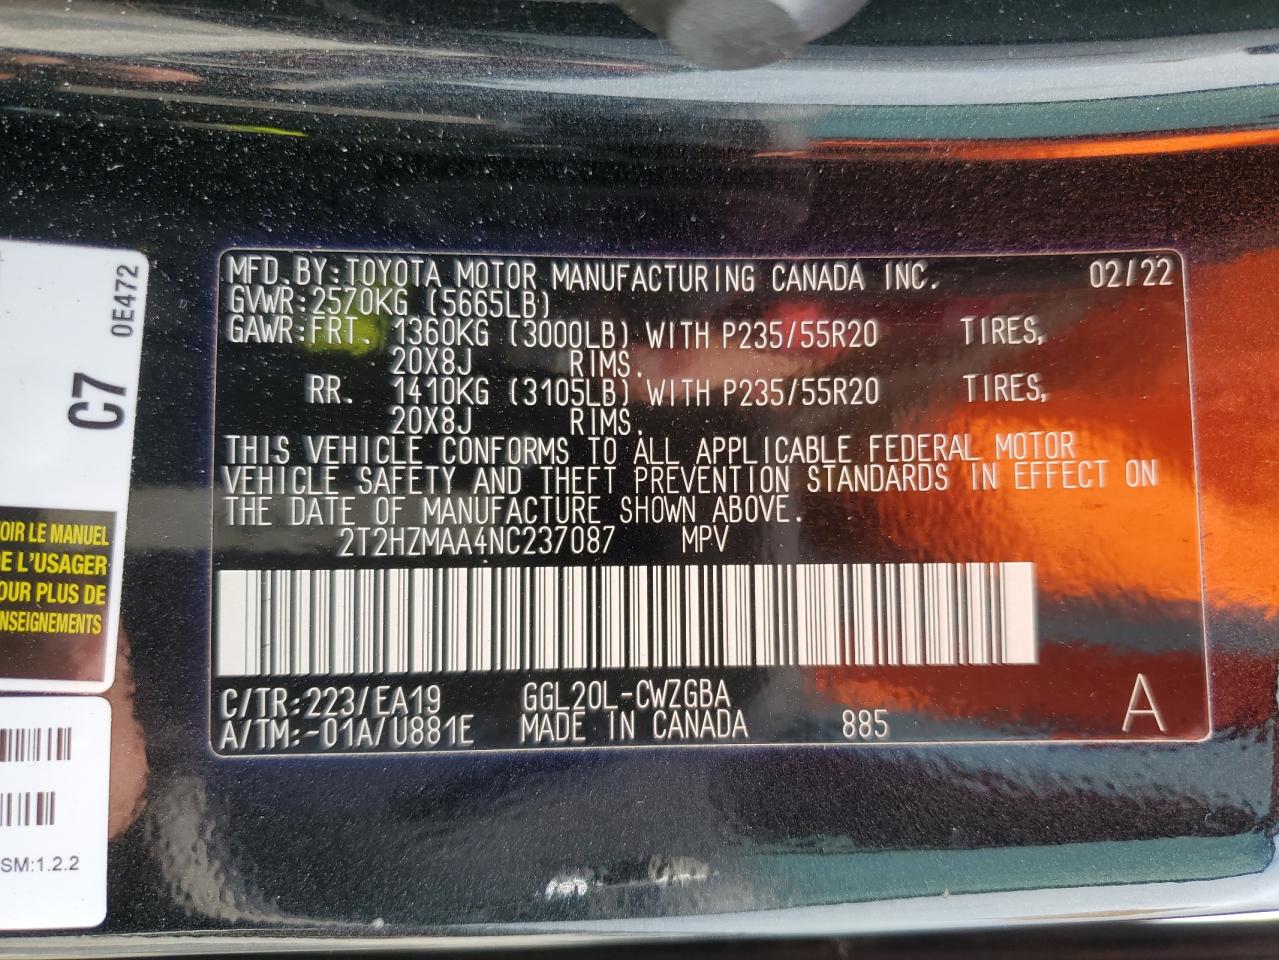 MFD.BY:TOYOTA MOTOR MANUFACTURING CANADA INC. 02/22
GVWR:2570KG (5665LB)
GAWR:FRT. 1360KG (3000LB) WITH P235/55R20 TIRES,
20X8J RIMS.
RR. 1410KG (3105LB) WITH P235/55R20 TIRES,
20X8J RIMS.
THIS VEHICLE CONFORMS TO ALL APPLICABLE FEDERAL MOTOR
VEHICLE SAFETY AND THEFT PREVENTION STANDARDS IN EFFECT ON
THE DATE OF MANUFACTURE SHOWN ABOVE.
2T2HZMAA4NC237087 MPV
C/TR:223/EA19 GGL20L-CWZGBA
A/TM:-01A/U881E MADE IN CANADA 885 A
0E472
C7
OIR LE MANUEL
E L'USAGER
OUR PLUS DE
NSEIGNEMENTS
SM:1.2.2